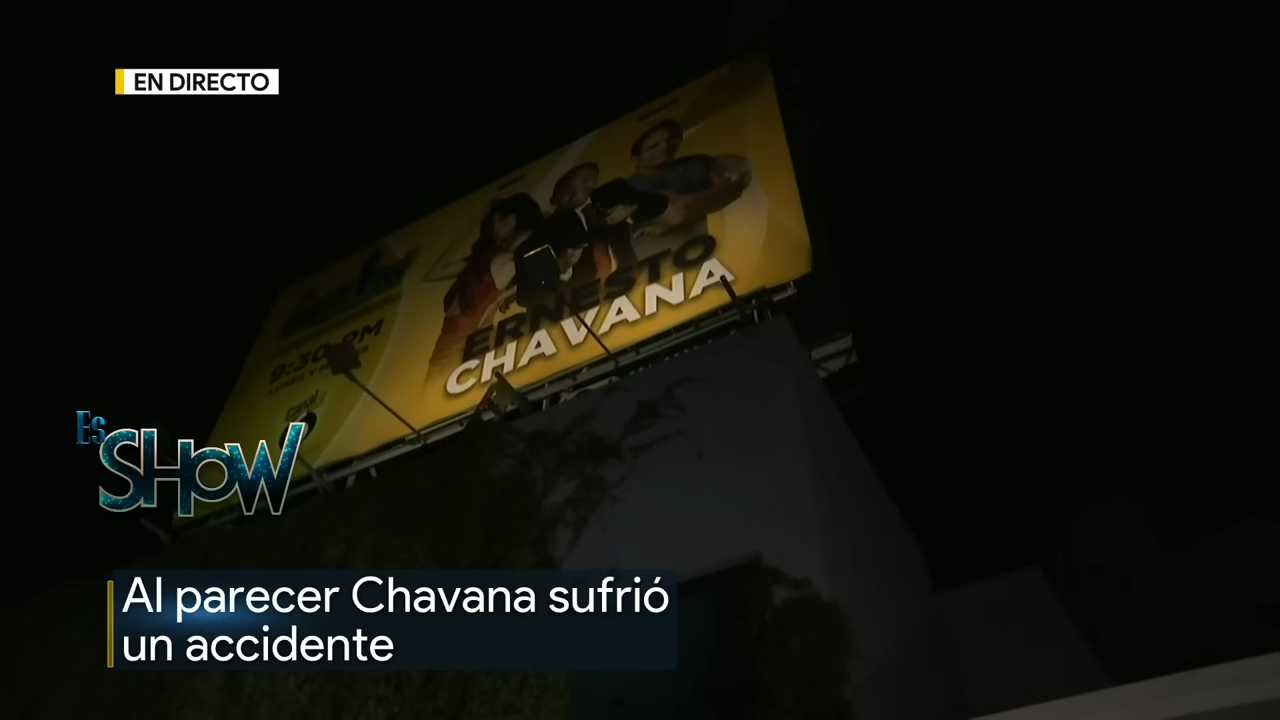 EN DIRECTO
9:30 PM
ERNESTO
CHAVANA
Es
SHOW
Al parecer Chavana sufrió
un accidente